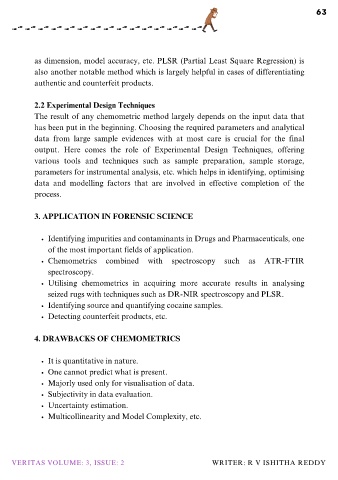 63
as dimension, model accuracy, etc. PLSR (Partial Least Square Regression) is
also another notable method which is largely helpful in cases of differentiating
authentic and counterfeit products.
2.2 Experimental Design Techniques
The result of any chemometric method largely depends on the input data that
has been put in the beginning. Choosing the required parameters and analytical
data from large sample evidences with at most care is crucial for the final
output. Here comes the role of Experimental Design Techniques, offering
various tools and techniques such as sample preparation, sample storage,
parameters for instrumental analysis, etc. which helps in identifying, optimising
data and modelling factors that are involved in effective completion of the
process.
3. APPLICATION IN FORENSIC SCIENCE
• Identifying impurities and contaminants in Drugs and Pharmaceuticals, one
of the most important fields of application.
• Chemometrics combined with spectroscopy such as ATR-FTIR
spectroscopy.
• Utilising chemometrics in acquiring more accurate results in analysing
seized rugs with techniques such as DR-NIR spectroscopy and PLSR.
• Identifying source and quantifying cocaine samples.
• Detecting counterfeit products, etc.
4. DRAWBACKS OF CHEMOMETRICS
• It is quantitative in nature.
• One cannot predict what is present.
• Majorly used only for visualisation of data.
• Subjectivity in data evaluation.
• Uncertainty estimation.
• Multicollinearity and Model Complexity, etc.
VERITAS VOLUME: 3, ISSUE: 2 WRITER: R V ISHITHA REDDY